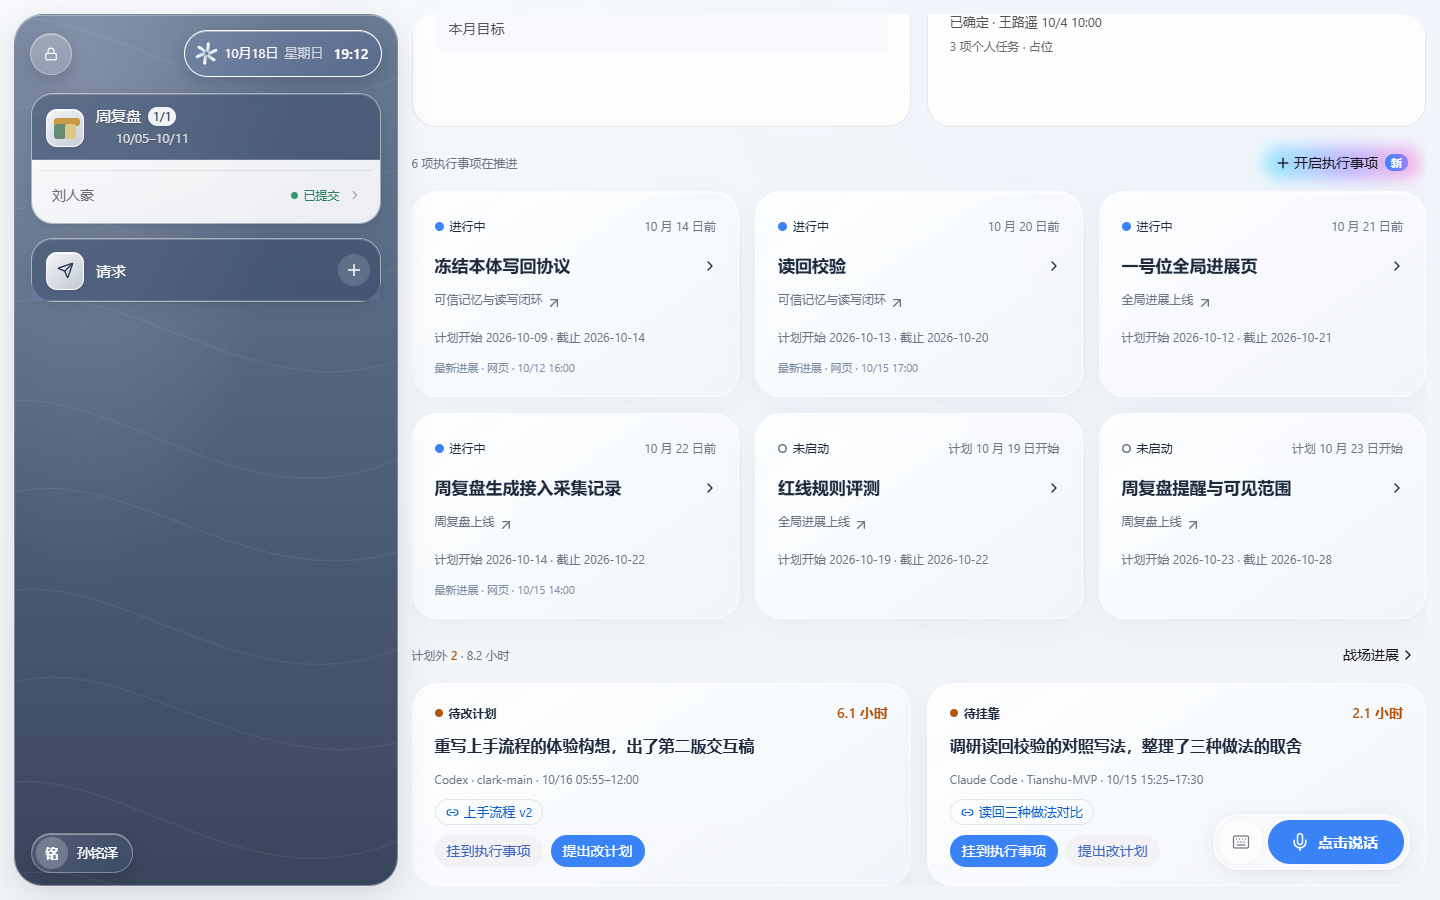 10月18日 星期日 19:12
周复盘 1/1
10/05–10/11
刘人豪
已提交
请求
铭 孙铭泽
本月目标
已确定 · 王路遥 10/4 10:00
3 项个人任务 · 占位
6 项执行事项在推进
开启执行事项 新
进行中
10 月 14 日前
冻结本体写回协议
可信记忆与读写闭环
计划开始 2026-10-09 · 截止 2026-10-14
最新进展 · 网页 · 10/12 16:00
进行中
10 月 20 日前
读回校验
可信记忆与读写闭环
计划开始 2026-10-13 · 截止 2026-10-20
最新进展 · 网页 · 10/15 17:00
进行中
10 月 21 日前
一号位全局进展页
全局进展上线
计划开始 2026-10-12 · 截止 2026-10-21
进行中
10 月 22 日前
周复盘生成接入采集记录
周复盘上线
计划开始 2026-10-14 · 截止 2026-10-22
最新进展 · 网页 · 10/15 14:00
未启动
计划 10 月 19 日开始
红线规则评测
全局进展上线
计划开始 2026-10-19 · 截止 2026-10-22
未启动
计划 10 月 23 日开始
周复盘提醒与可见范围
周复盘上线
计划开始 2026-10-23 · 截止 2026-10-28
计划外 2 · 8.2 小时
战场进展
待改计划
6.1 小时
重写上手流程的体验构想，出了第二版交互稿
Codex · clark-main · 10/16 05:55–12:00
上手流程 v2
挂到执行事项
提出改计划
待挂靠
2.1 小时
调研读回校验的对照写法，整理了三种做法的取舍
Claude Code · Tianshu-MVP · 10/15 15:25–17:30
读回三种做法对比
挂到执行事项
提出改计划
点击说话